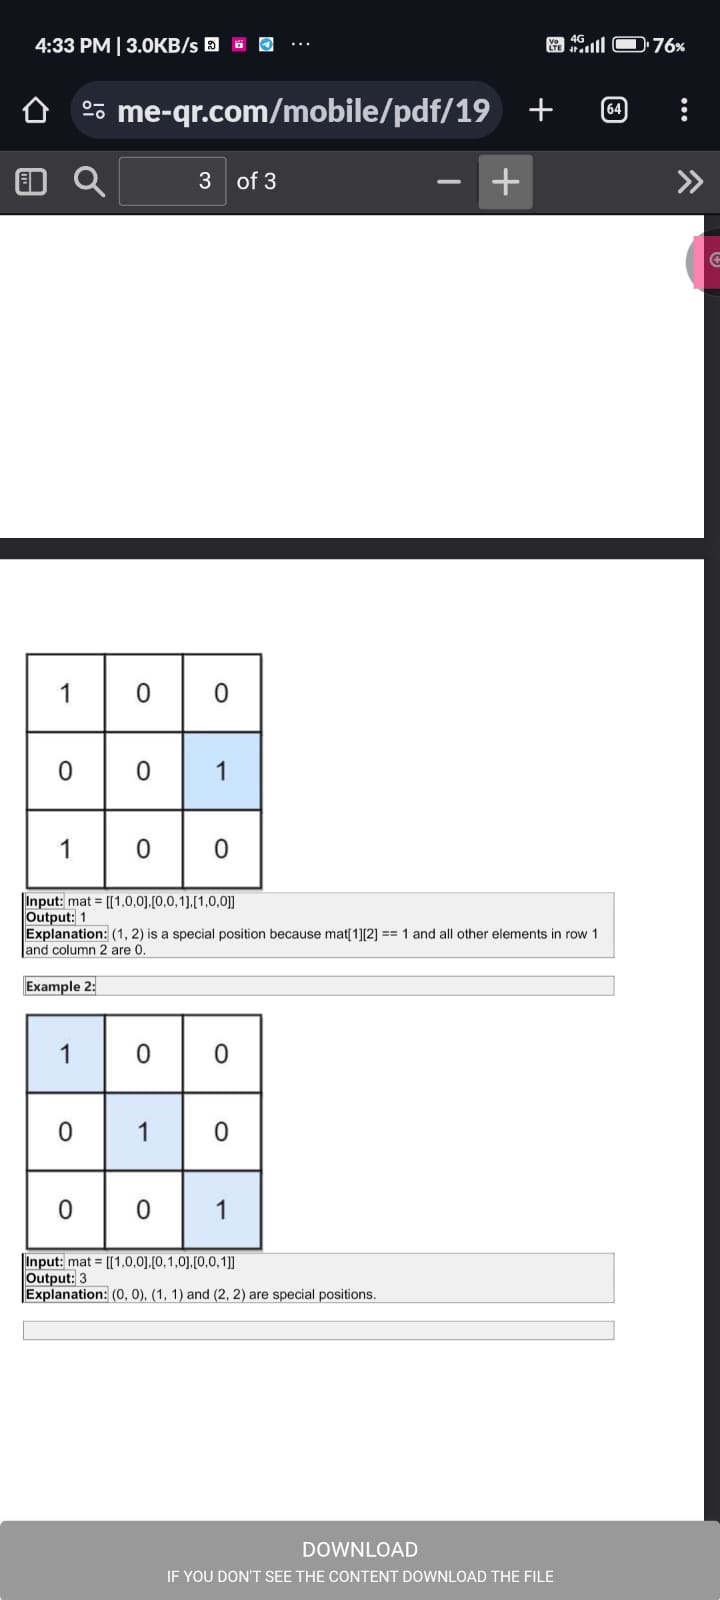 4:33 PM | 3.0KB/s ... Vo LTE 4G 76%
me-qr.com/mobile/pdf/19 64
3 of 3
1 0 0
0 0 1
1 0 0
Input: mat = [[1,0,0],[0,0,1],[1,0,0]]
Output: 1
Explanation: (1, 2) is a special position because mat[1][2] == 1 and all other elements in row 1
and column 2 are 0.
Example 2:
1 0 0
0 1 0
0 0 1
Input: mat = [[1,0,0],[0,1,0],[0,0,1]]
Output: 3
Explanation: (0, 0), (1, 1) and (2, 2) are special positions.
DOWNLOAD
IF YOU DON'T SEE THE CONTENT DOWNLOAD THE FILE